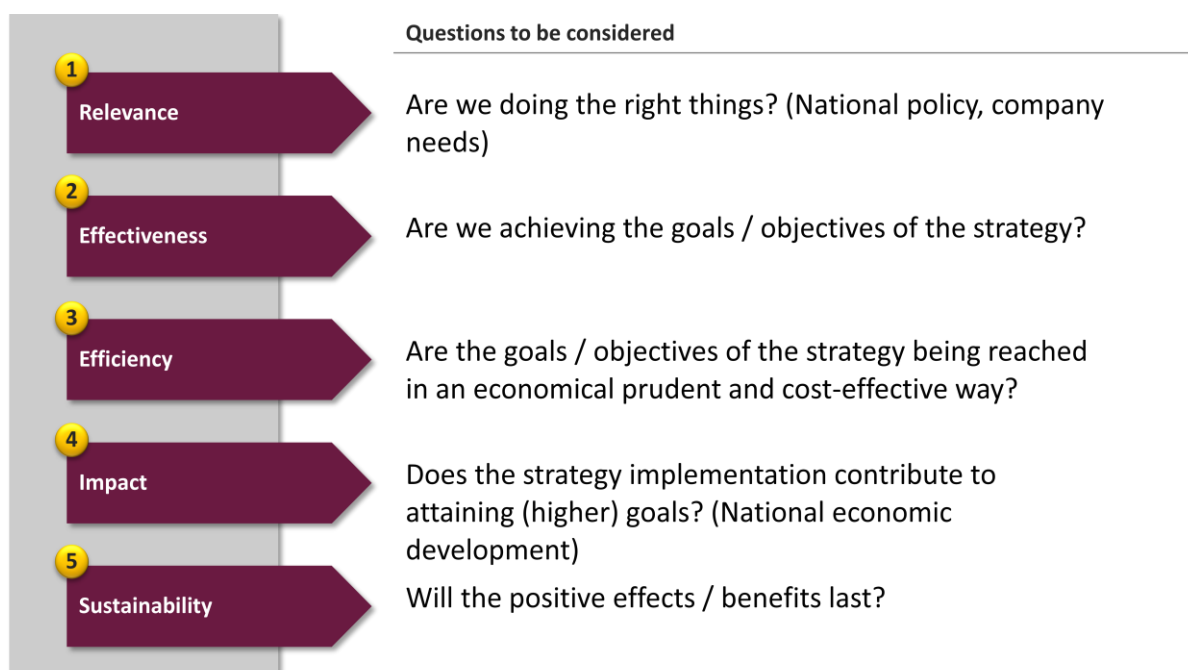 Questions to be considered
1
Relevance
Are we doing the right things? (National policy, company
needs)
2
Effectiveness
Are we achieving the goals / objectives of the strategy?
3
Efficiency
Are the goals / objectives of the strategy being reached
in an economical prudent and cost-effective way?
4
Impact
Does the strategy implementation contribute to
attaining (higher) goals? (National economic
development)
5
Sustainability
Will the positive effects / benefits last?